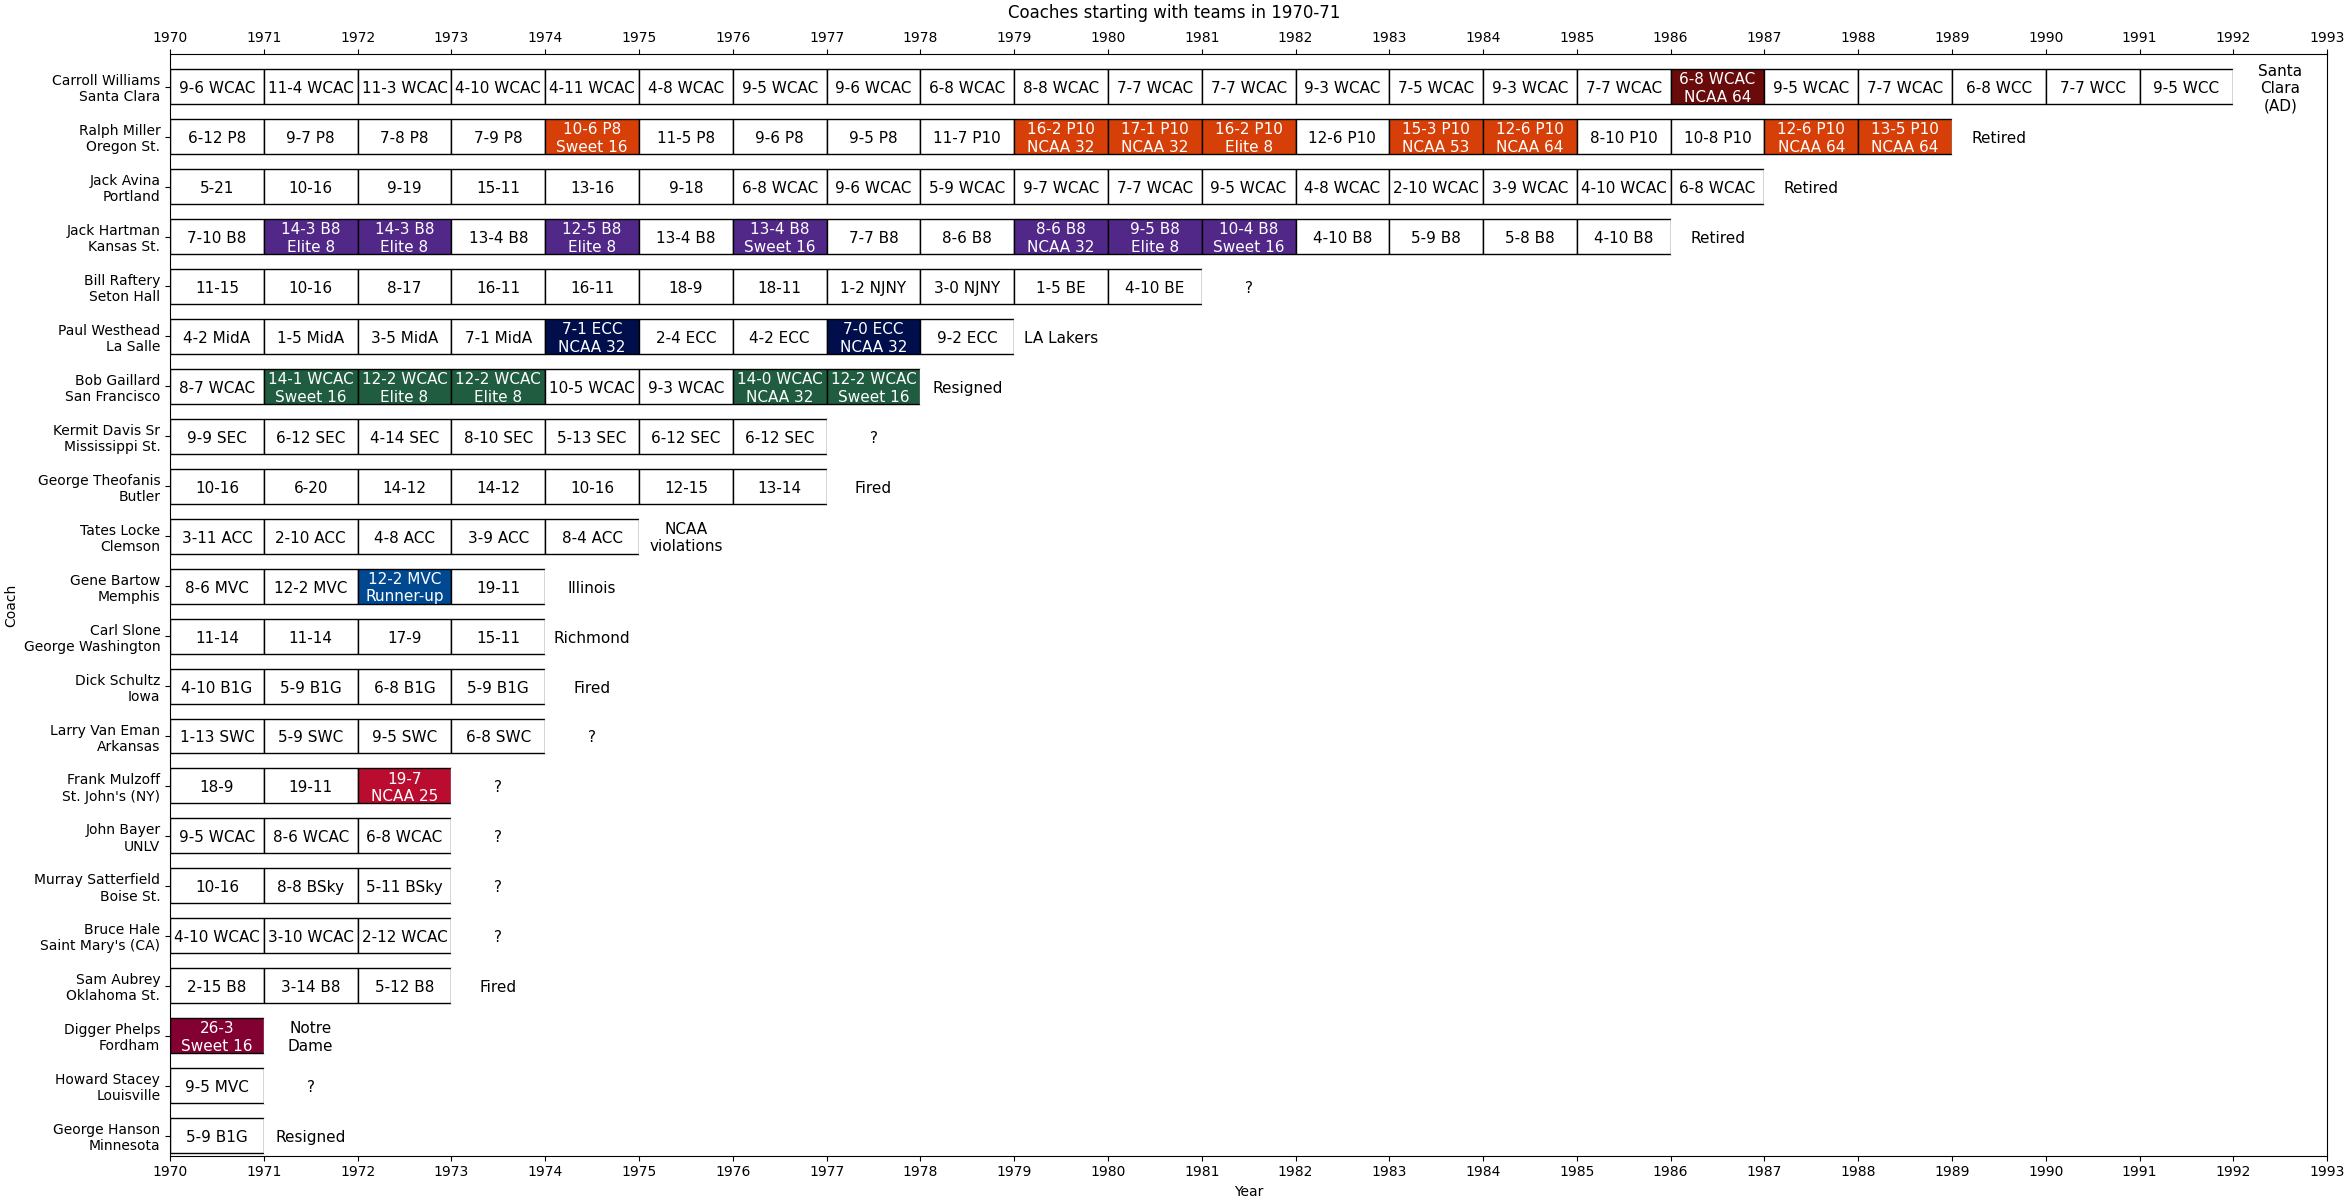 Coaches starting with teams in 1970-71
1970 1971 1972 1973 1974 1975 1976 1977 1978 1979 1980 1981 1982 1983 1984 1985 1986 1987 1988 1989 1990 1991 1992 1993
Carroll Williams
Santa Clara
9-6 WCAC 11-4 WCAC 11-3 WCAC 4-10 WCAC 4-11 WCAC 4-8 WCAC 9-5 WCAC 9-6 WCAC 6-8 WCAC 8-8 WCAC 7-7 WCAC 7-7 WCAC 9-3 WCAC 7-5 WCAC 9-3 WCAC 7-7 WCAC 6-8 WCAC NCAA 64 9-5 WCAC 7-7 WCAC 6-8 WCC 7-7 WCC 9-5 WCC Santa Clara (AD)
Ralph Miller
Oregon St.
6-12 P8 9-7 P8 7-8 P8 7-9 P8 10-6 P8 Sweet 16 11-5 P8 9-6 P8 9-5 P8 11-7 P10 16-2 P10 NCAA 32 17-1 P10 NCAA 32 16-2 P10 Elite 8 12-6 P10 15-3 P10 NCAA 53 12-6 P10 NCAA 64 8-10 P10 10-8 P10 12-6 P10 NCAA 64 13-5 P10 NCAA 64 Retired
Jack Avina
Portland
5-21 10-16 9-19 15-11 13-16 9-18 6-8 WCAC 9-6 WCAC 5-9 WCAC 9-7 WCAC 7-7 WCAC 9-5 WCAC 4-8 WCAC 2-10 WCAC 3-9 WCAC 4-10 WCAC 6-8 WCAC Retired
Jack Hartman
Kansas St.
7-10 B8 14-3 B8 Elite 8 14-3 B8 Elite 8 13-4 B8 12-5 B8 Elite 8 13-4 B8 13-4 B8 Sweet 16 7-7 B8 8-6 B8 8-6 B8 NCAA 32 9-5 B8 Elite 8 10-4 B8 Sweet 16 4-10 B8 5-9 B8 5-8 B8 4-10 B8 Retired
Bill Raftery
Seton Hall
11-15 10-16 8-17 16-11 16-11 18-9 18-11 1-2 NJNY 3-0 NJNY 1-5 BE 4-10 BE ?
Paul Westhead
La Salle
4-2 MidA 1-5 MidA 3-5 MidA 7-1 MidA 7-1 ECC NCAA 32 2-4 ECC 4-2 ECC 7-0 ECC NCAA 32 9-2 ECC LA Lakers
Bob Gaillard
San Francisco
8-7 WCAC 14-1 WCAC Sweet 16 12-2 WCAC Elite 8 12-2 WCAC Elite 8 10-5 WCAC 9-3 WCAC 14-0 WCAC NCAA 32 12-2 WCAC Sweet 16 Resigned
Kermit Davis Sr
Mississippi St.
9-9 SEC 6-12 SEC 4-14 SEC 8-10 SEC 5-13 SEC 6-12 SEC 6-12 SEC ?
George Theofanis
Butler
10-16 6-20 14-12 14-12 10-16 12-15 13-14 Fired
Tates Locke
Clemson
3-11 ACC 2-10 ACC 4-8 ACC 3-9 ACC 8-4 ACC NCAA violations
Gene Bartow
Memphis
8-6 MVC 12-2 MVC 12-2 MVC Runner-up 19-11 Illinois
Carl Slone
George Washington
11-14 11-14 17-9 15-11 Richmond
Dick Schultz
Iowa
4-10 B1G 5-9 B1G 6-8 B1G 5-9 B1G Fired
Larry Van Eman
Arkansas
1-13 SWC 5-9 SWC 9-5 SWC 6-8 SWC ?
Frank Mulzoff
St. John's (NY)
18-9 19-11 19-7 NCAA 25 ?
John Bayer
UNLV
9-5 WCAC 8-6 WCAC 6-8 WCAC ?
Murray Satterfield
Boise St.
10-16 8-8 BSky 5-11 BSky ?
Bruce Hale
Saint Mary's (CA)
4-10 WCAC 3-10 WCAC 2-12 WCAC ?
Sam Aubrey
Oklahoma St.
2-15 B8 3-14 B8 5-12 B8 Fired
Digger Phelps
Fordham
26-3 Sweet 16 Notre Dame
Howard Stacey
Louisville
9-5 MVC ?
George Hanson
Minnesota
5-9 B1G Resigned
Coach
1970 1971 1972 1973 1974 1975 1976 1977 1978 1979 1980 1981 1982 1983 1984 1985 1986 1987 1988 1989 1990 1991 1992 1993
Year